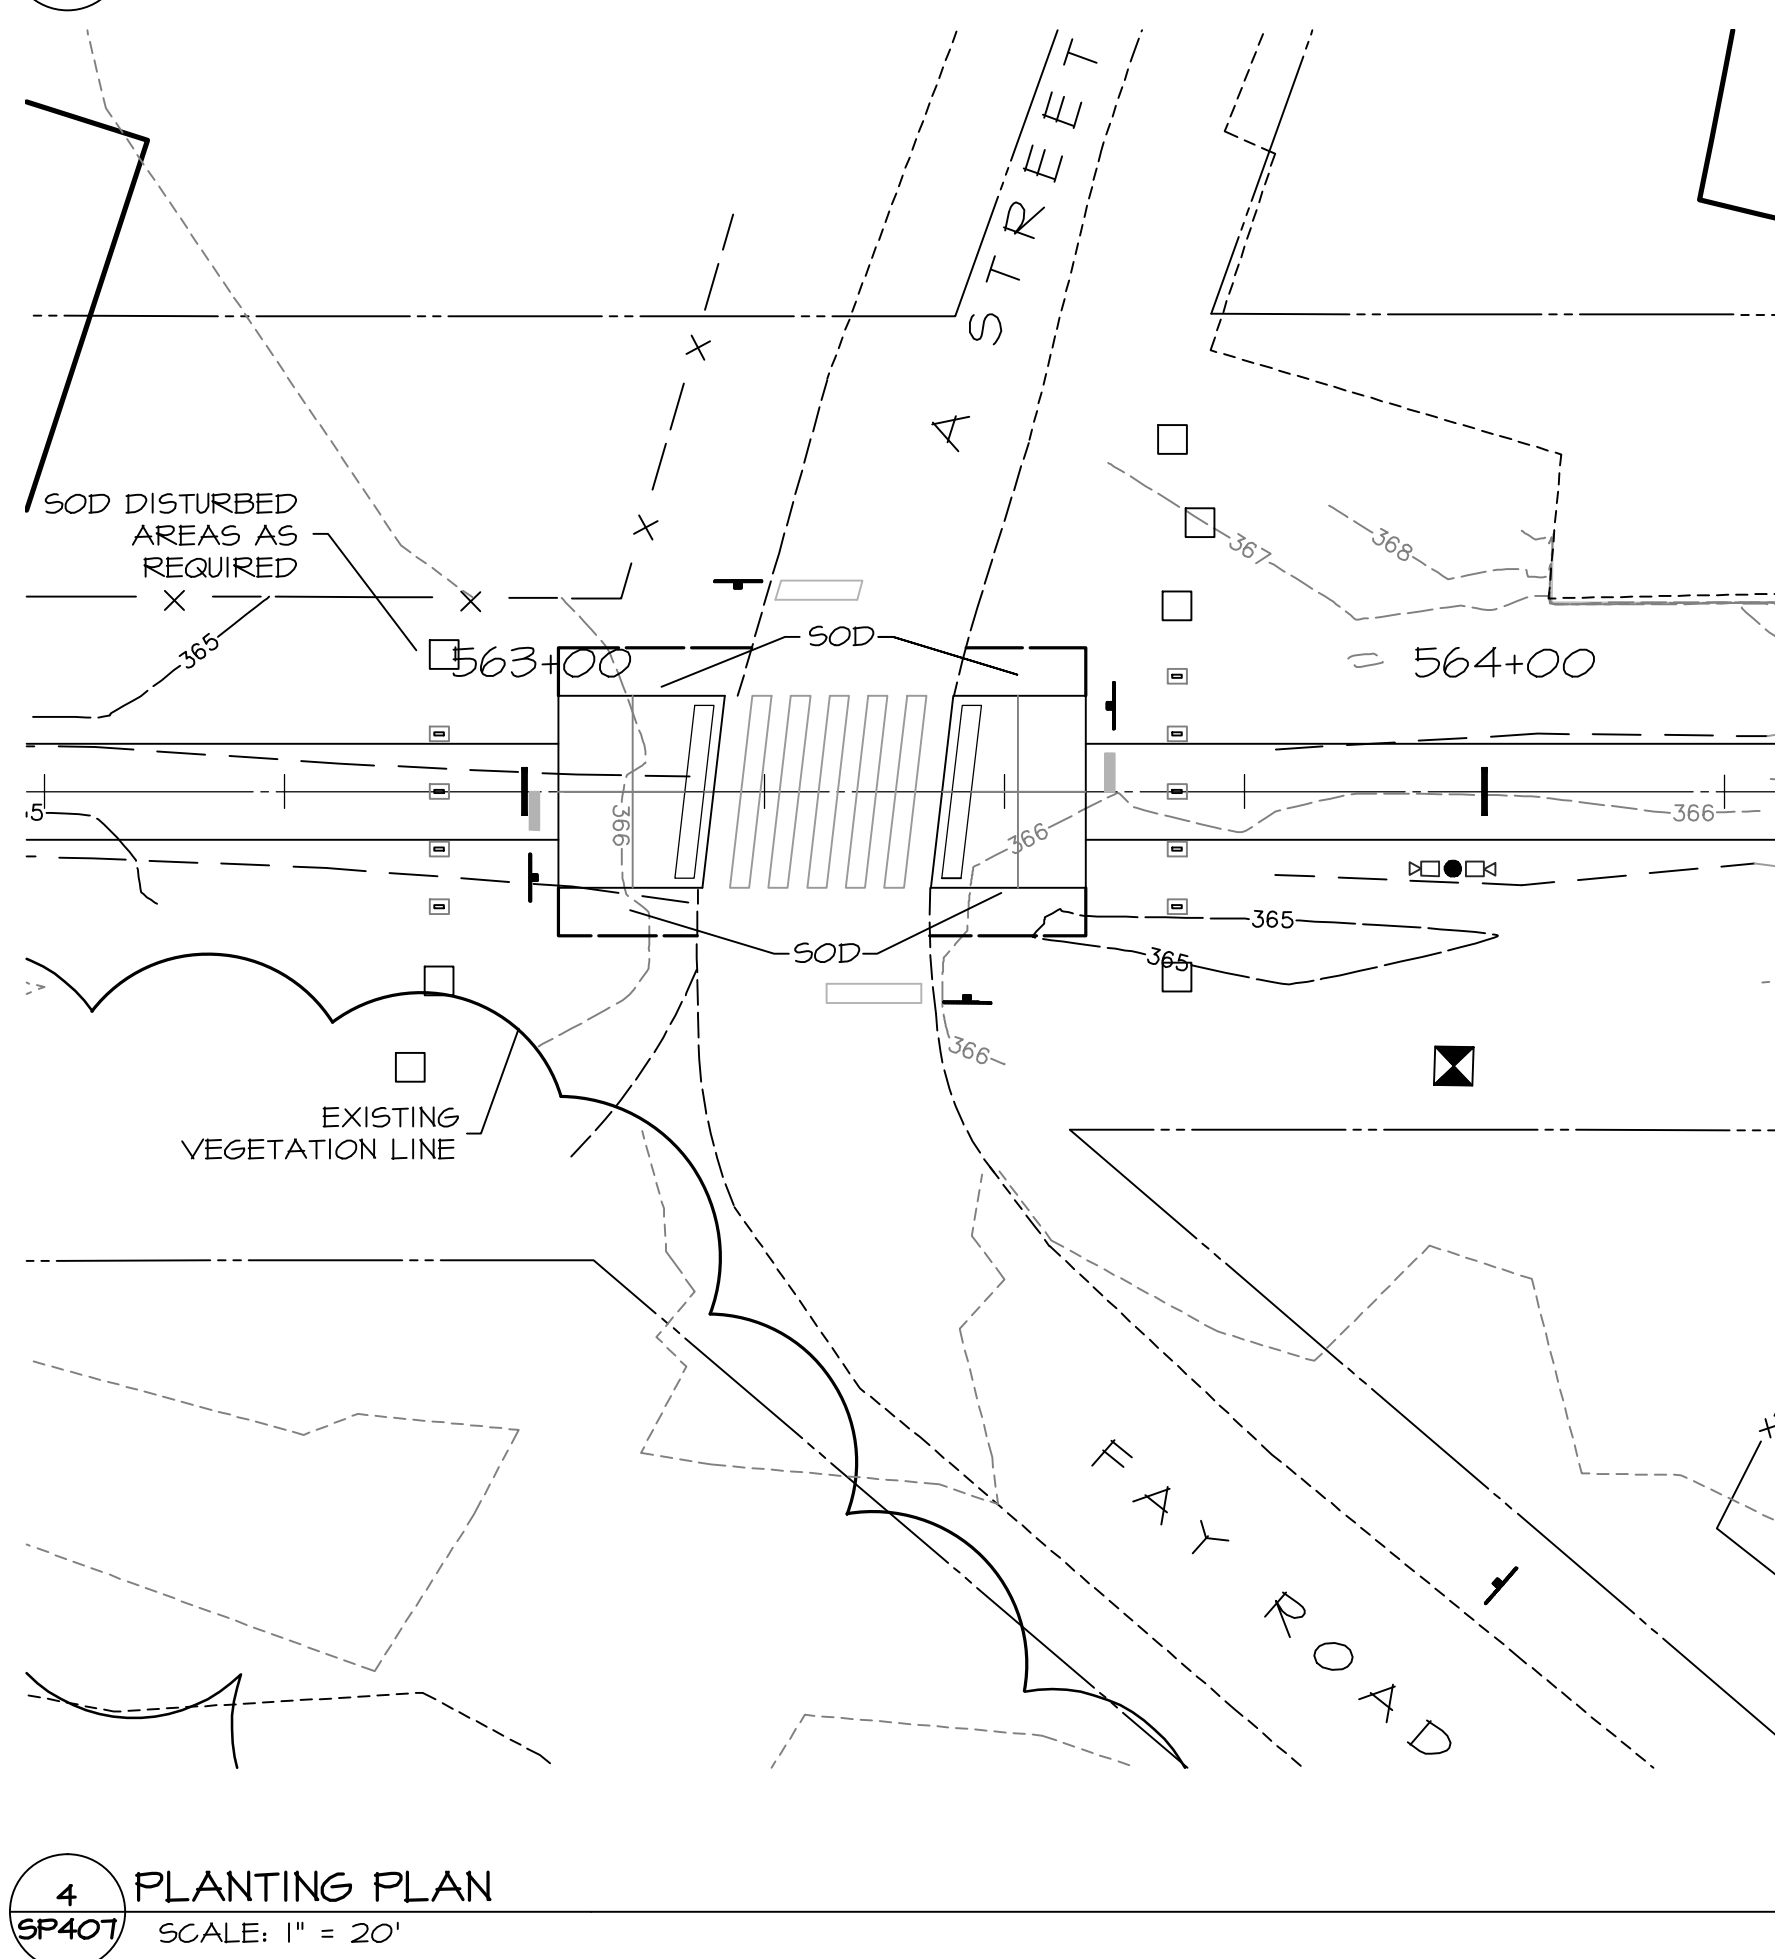 A STREET
SOD DISTURBED
AREAS AS
REQUIRED
367
368
365
563+00
SOD
564+00
5
366
366
366
365
365
SOD
366
EXISTING
VEGETATION LINE
FAY ROAD
4
SP407
PLANTING PLAN
SCALE: 1" = 20'